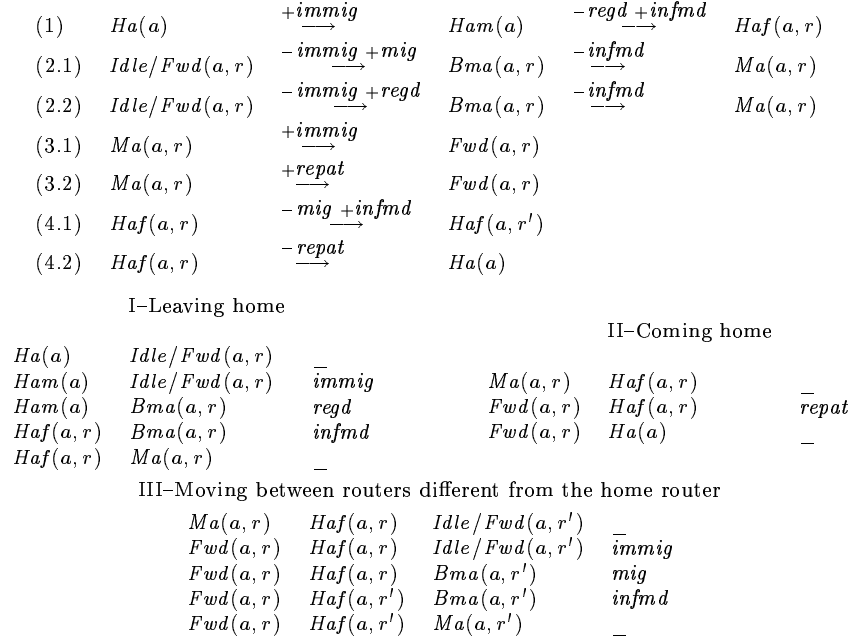 (1) Ha(a) +immig ⟶ Ham(a) −regd +infmd ⟶ Haf(a, r)
(2.1) Idle/Fwd(a, r) −immig +mig ⟶ Bma(a, r) −infmd ⟶ Ma(a, r)
(2.2) Idle/Fwd(a, r) −immig +regd ⟶ Bma(a, r) −infmd ⟶ Ma(a, r)
(3.1) Ma(a, r) +immig ⟶ Fwd(a, r)
(3.2) Ma(a, r) +repat ⟶ Fwd(a, r)
(4.1) Haf(a, r) −mig +infmd ⟶ Haf(a, r′)
(4.2) Haf(a, r) −repat ⟶ Ha(a)
I–Leaving home
Ha(a) Idle/Fwd(a, r) _
Ham(a) Idle/Fwd(a, r) immig
Ham(a) Bma(a, r) regd
Haf(a, r) Bma(a, r) infmd
Haf(a, r) Ma(a, r) _
II–Coming home
Ma(a, r) Haf(a, r) _
Fwd(a, r) Haf(a, r) repat
Fwd(a, r) Ha(a) _
III–Moving between routers different from the home router
Ma(a, r) Haf(a, r) Idle/Fwd(a, r′) _
Fwd(a, r) Haf(a, r) Idle/Fwd(a, r′) immig
Fwd(a, r) Haf(a, r) Bma(a, r′) mig
Fwd(a, r) Haf(a, r′) Bma(a, r′) infmd
Fwd(a, r) Haf(a, r′) Ma(a, r′) _